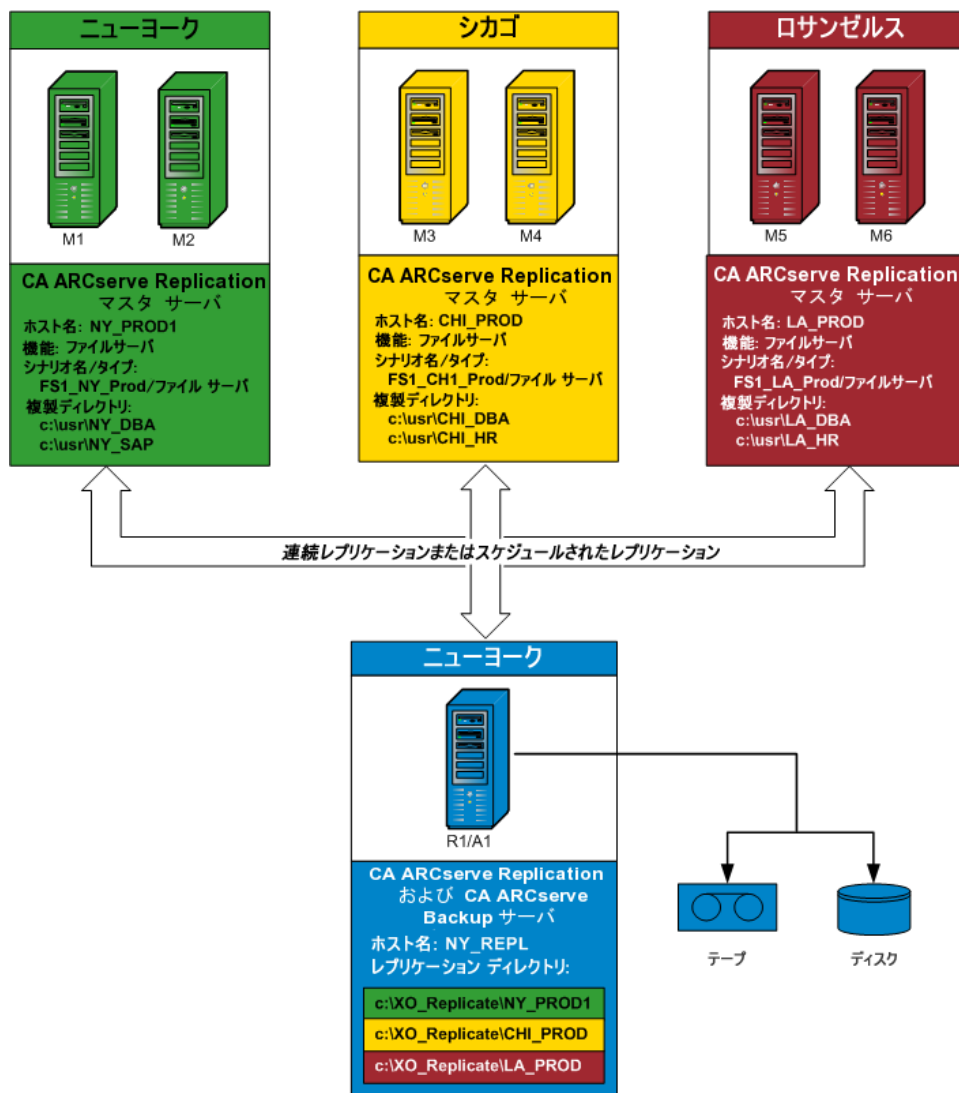 ニューヨーク
M1
M2
CA ARCserve Replication
マスタ サーバ
ホスト名: NY_PROD1
機能: ファイルサーバ
シナリオ名/タイプ:
FS1_NY_Prod/ファイル サーバ
複製ディレクトリ:
c:\usr\NY_DBA
c:\usr\NY_SAP
シカゴ
M3
M4
CA ARCserve Replication
マスタ サーバ
ホスト名: CHI_PROD
機能: ファイルサーバ
シナリオ名/タイプ:
FS1_CH1_Prod/ファイル サーバ
複製ディレクトリ:
c:\usr\CHI_DBA
c:\usr\CHI_HR
ロサンゼルス
M5
M6
CA ARCserve Replication
マスタ サーバ
ホスト名: LA_PROD
機能: ファイルサーバ
シナリオ名/タイプ:
FS1_LA_Prod/ファイルサーバ
複製ディレクトリ:
c:\usr\LA_DBA
c:\usr\LA_HR
連続レプリケーションまたはスケジュールされたレプリケーション
ニューヨーク
R1/A1
CA ARCserve Replication
および CA ARCserve
Backup サーバ
ホスト名: NY_REPL
レプリケーション ディレクトリ:
c:\XO_Replicate\NY_PROD1
c:\XO_Replicate\CHI_PROD
c:\XO_Replicate\LA_PROD
テープ
ディスク